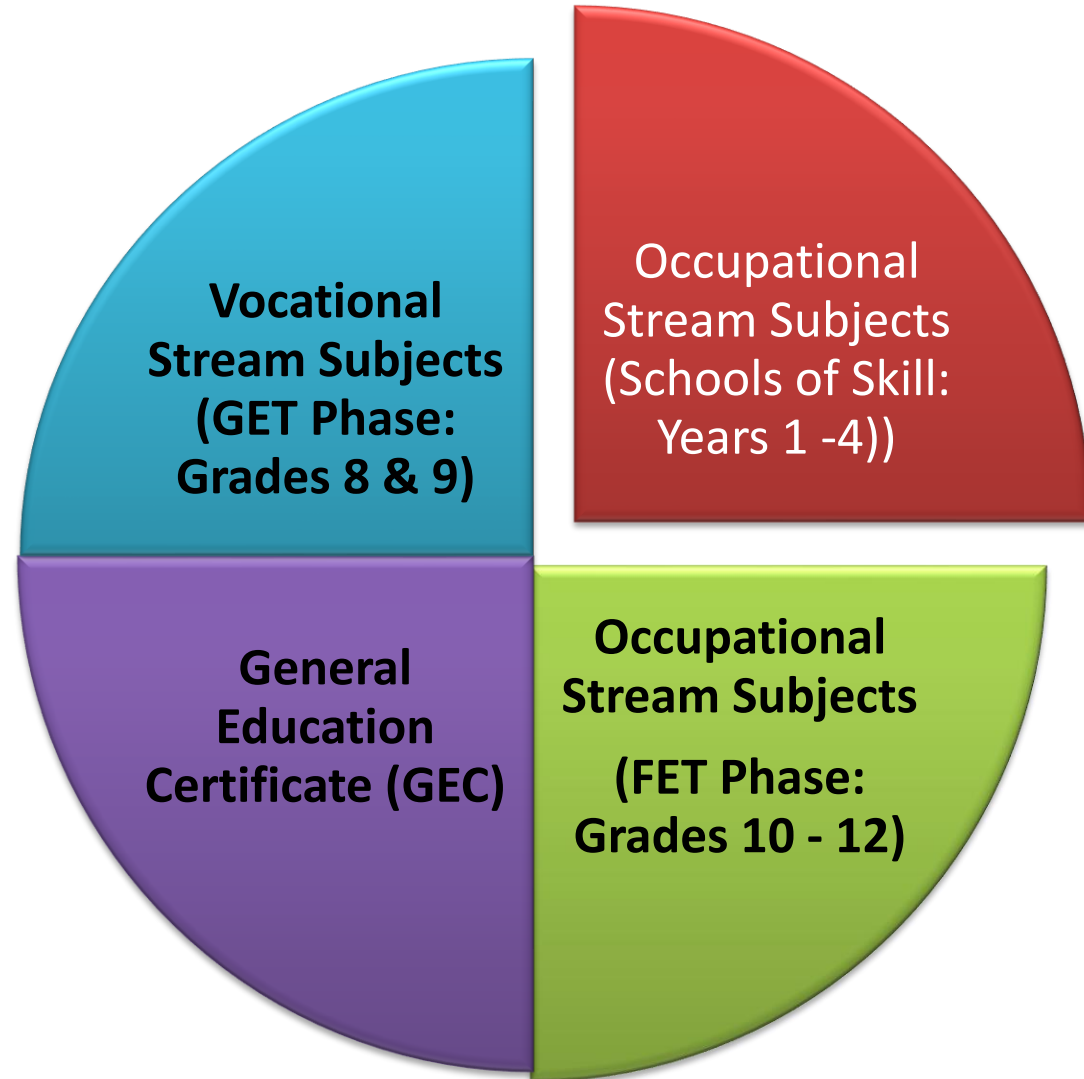 Vocational
Stream Subjects
(GET Phase:
Grades 8 & 9)
Occupational
Stream Subjects
(Schools of Skill:
Years 1 -4))
General
Education
Certificate (GEC)
Occupational
Stream Subjects
(FET Phase:
Grades 10 - 12)